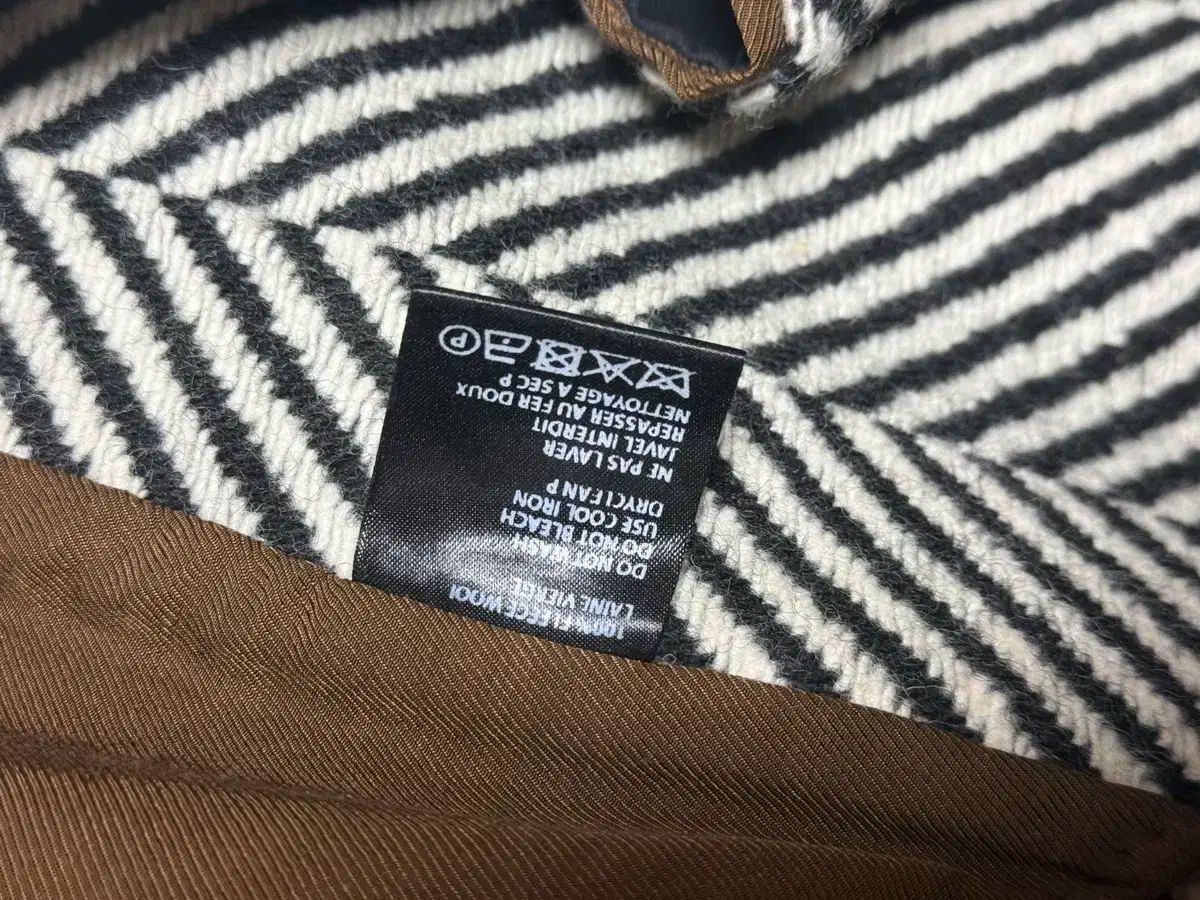 100% FLEECE WOOL
LAINE VIERGE
DO NOT WASH
DO NOT BLEACH
USE COOL IRON
DRYCLEAN P
NE PAS LAVER
JAVEL INTERDIT
REPASSER AU FER DOUX
NETTOYAGE A SEC P
P